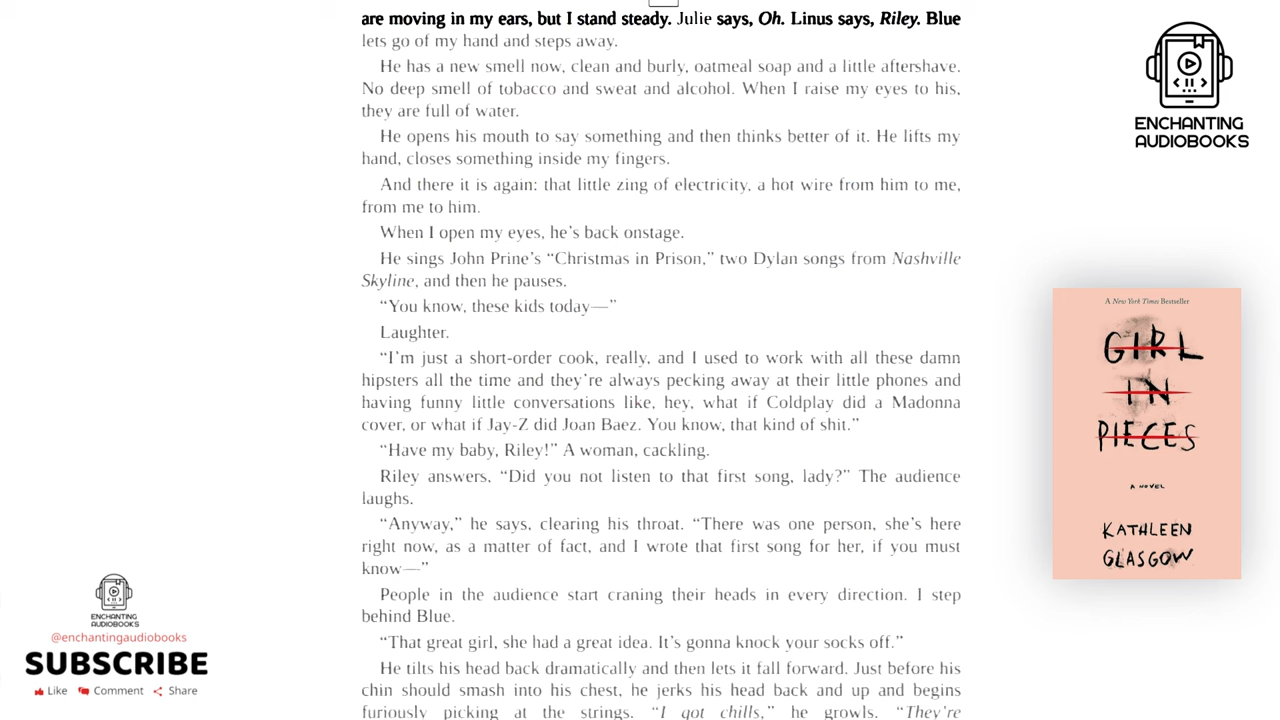 are moving in my ears, but I stand steady. Julie says, Oh. Linus says, Riley. Blue
lets go of my hand and steps away.
He has a new smell now, clean and burly, oatmeal soap and a little aftershave.
No deep smell of tobacco and sweat and alcohol. When I raise my eyes to his,
they are full of water.
He opens his mouth to say something and then thinks better of it. He lifts my
hand, closes something inside my fingers.
And there it is again: that little zing of electricity, a hot wire from him to me,
from me to him.
When I open my eyes, he’s back onstage.
He sings John Prine’s “Christmas in Prison,” two Dylan songs from Nashville
Skyline, and then he pauses.
“You know, these kids today—”
Laughter.
“I’m just a short-order cook, really, and I used to work with all these damn
hipsters all the time and they’re always pecking away at their little phones and
having funny little conversations like, hey, what if Coldplay did a Madonna
cover, or what if Jay-Z did Joan Baez. You know, that kind of shit.”
“Have my baby, Riley!” A woman, cackling.
Riley answers, “Did you not listen to that first song, lady?” The audience
laughs.
“Anyway,” he says, clearing his throat. “There was one person, she’s here
right now, as a matter of fact, and I wrote that first song for her, if you must
know—”
People in the audience start craning their heads in every direction. I step
behind Blue.
“That great girl, she had a great idea. It’s gonna knock your socks off.”
He tilts his head back dramatically and then lets it fall forward. Just before his
chin should smash into his chest, he jerks his head back and up and begins
furiously picking at the strings. “I got chills,” he growls. “They’re
ENCHANTING
AUDIOBOOKS
A New York Times Bestseller
GIRL
IN
PIECES
A NOVEL
KATHLEEN
GLASGOW
ENCHANTING
AUDIOBOOKS
@enchantingaudiobooks
SUBSCRIBE
Like Comment Share